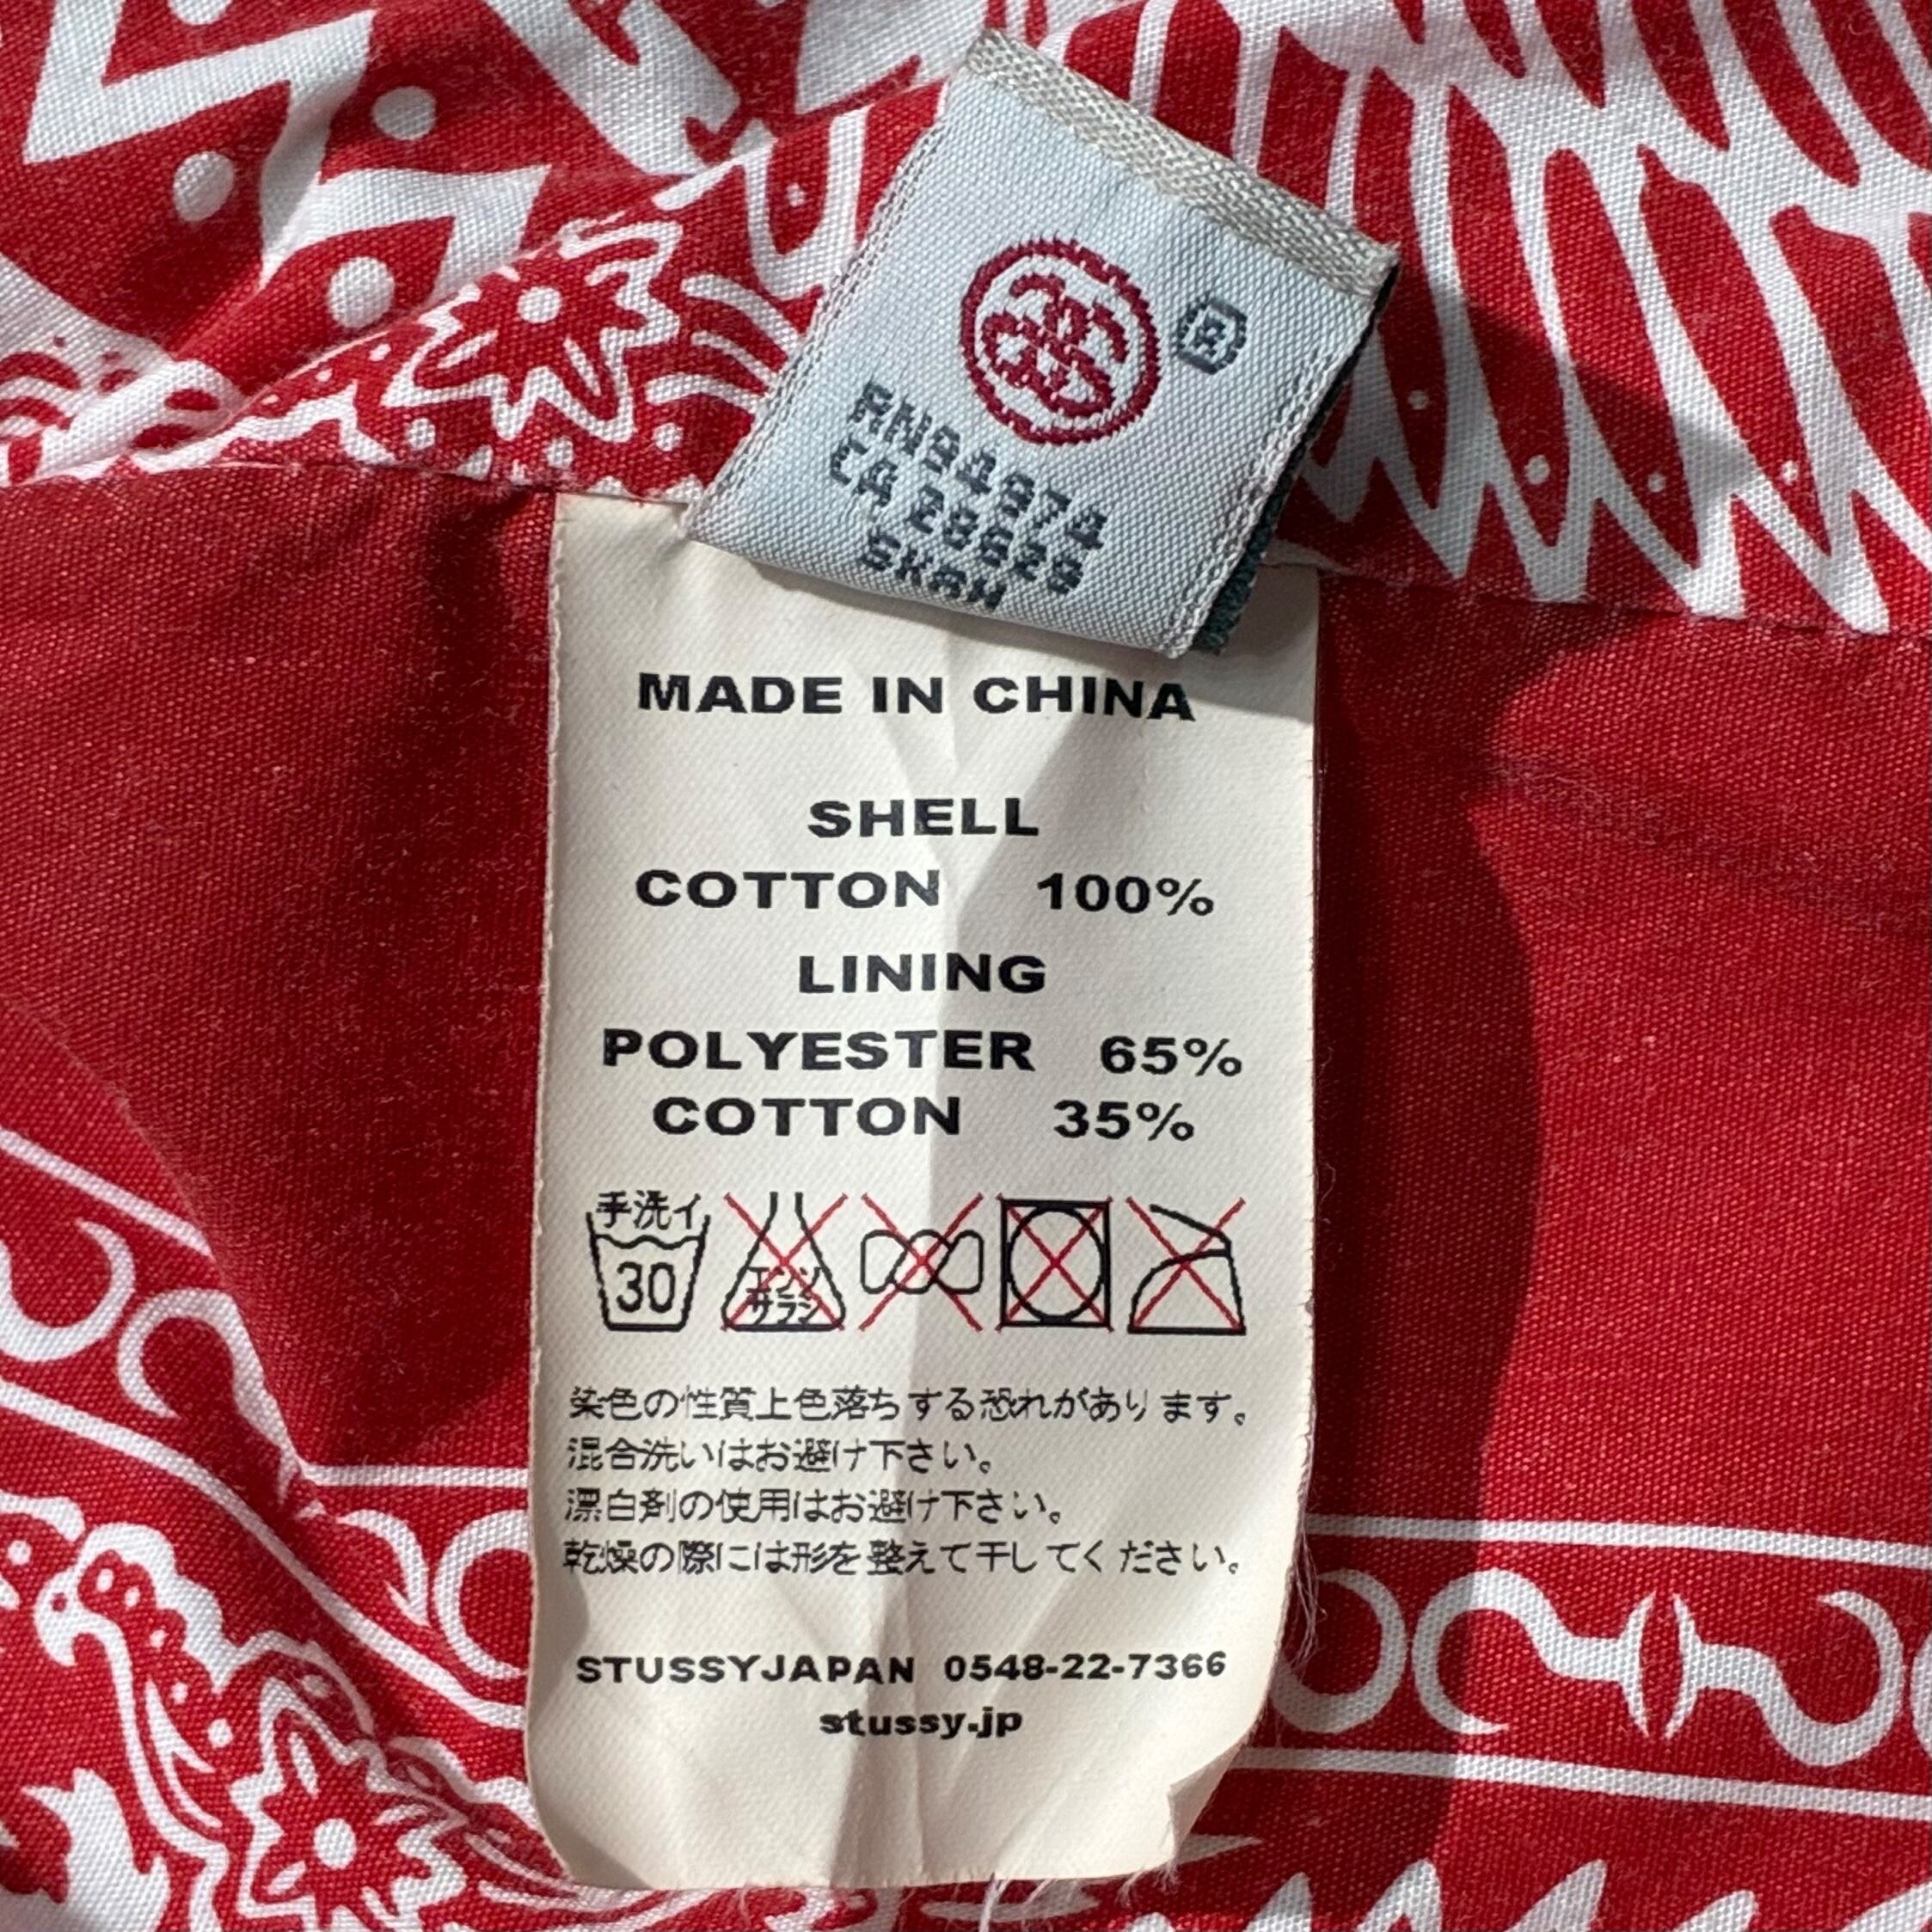 RN94974
CA 28629
SKAM
MADE IN CHINA
SHELL
COTTON 100%
LINING
POLYESTER 65%
COTTON 35%
手洗イ
30
エンソ
サラシ
染色の性質上色落ちする恐れがあります。
混合洗いはお避け下さい。
漂白剤の使用はお避け下さい。
乾燥の際には形を整えて干してください。
STUSSYJAPAN 0548-22-7366
stussy.jp